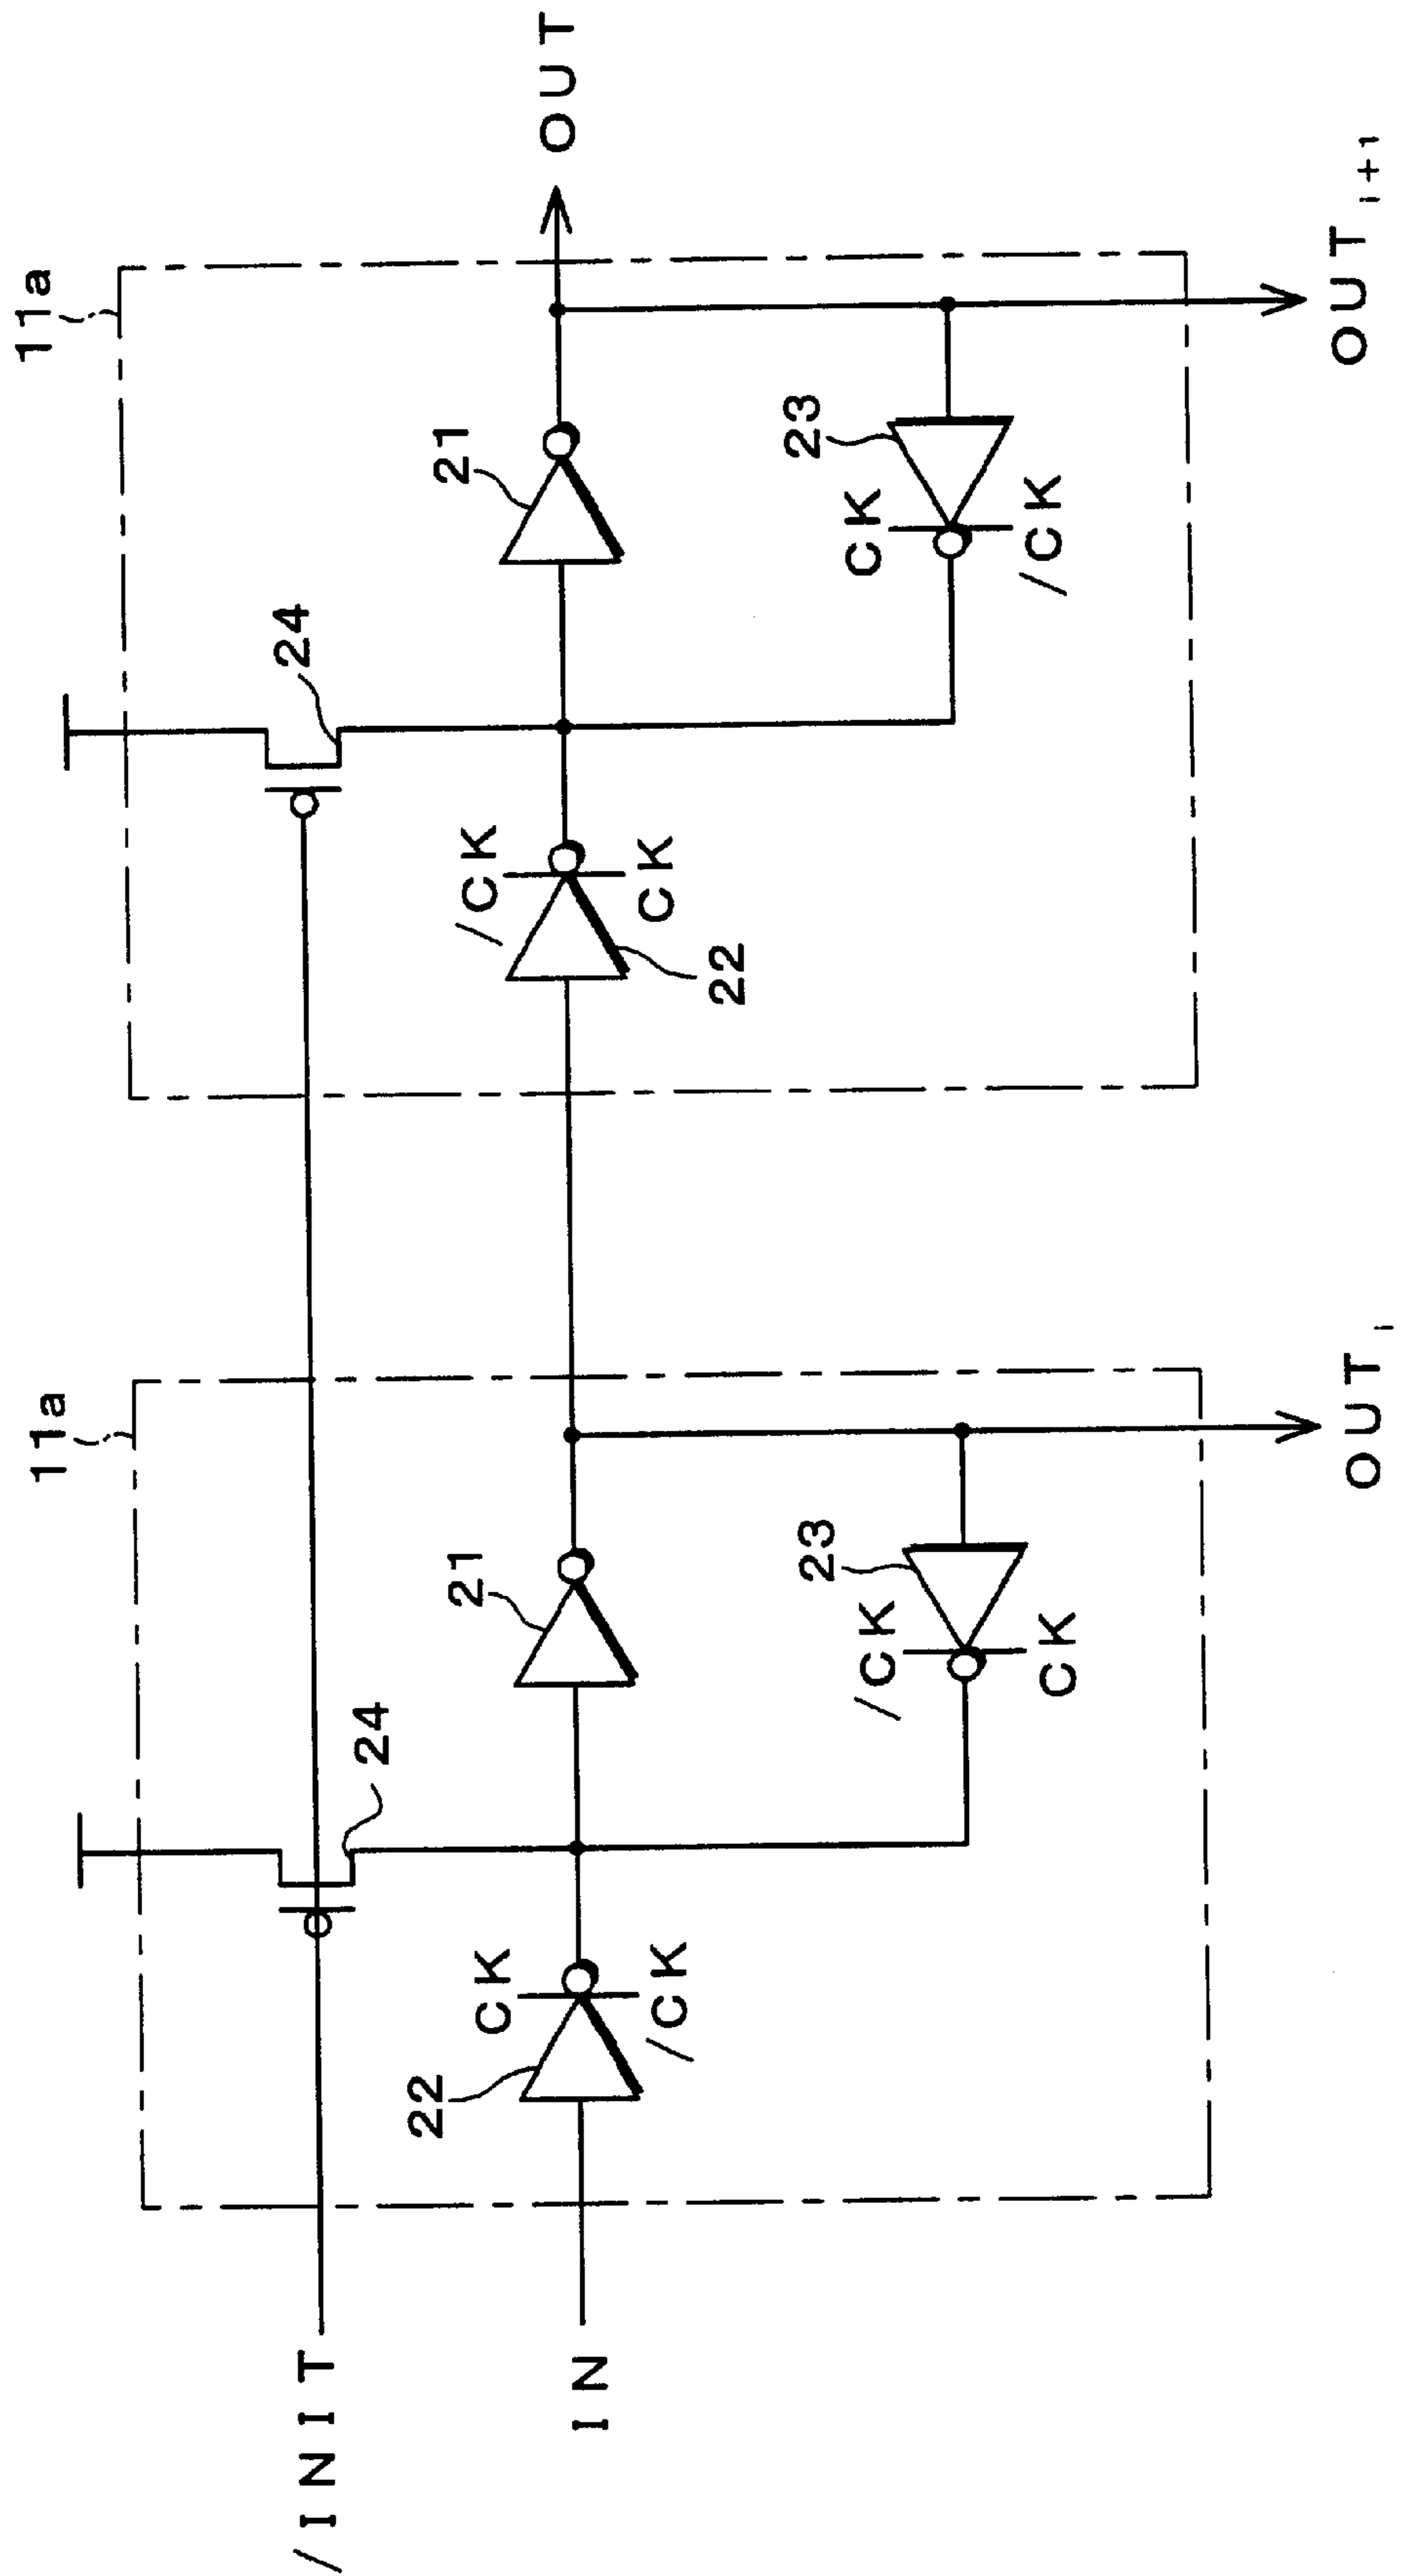 11a
11a
/INIT
24
24
IN
22
CK
/CK
21
/CK
CK
22
21
OUT
23
/CK
CK
23
CK
/CK
OUT i
OUT i+1